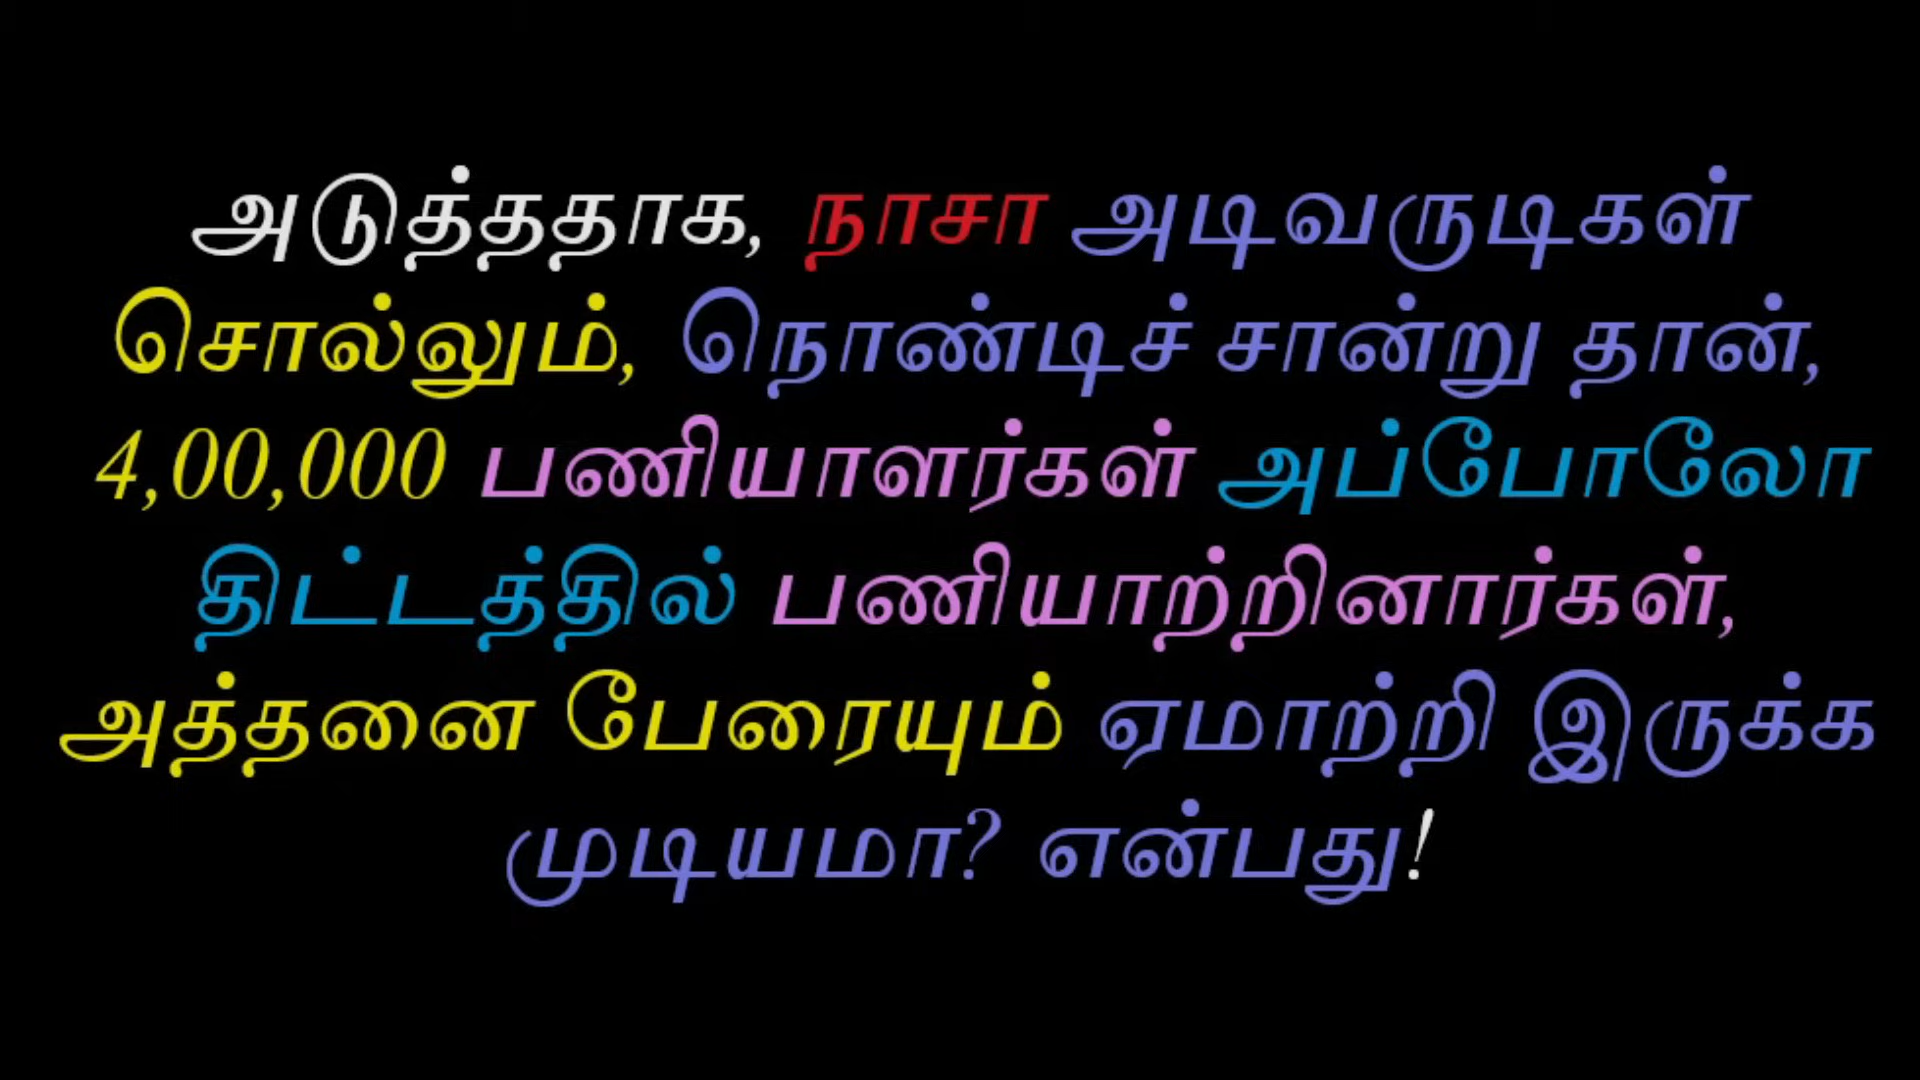 அடுத்ததாக, நாசா அடிவருடிகள்
சொல்லும், நொண்டிச் சான்று தான்,
4,00,000 பணியாளர்கள் அப்போலோ
திட்டத்தில் பணியாற்றினார்கள்,
அத்தனை பேரையும் ஏமாற்றி இருக்க
முடியமா? என்பது!